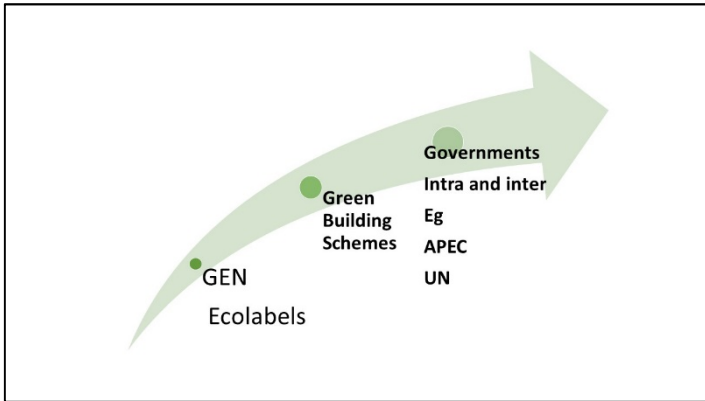 GEN
Ecolabels
Green
Building
Schemes
Governments
Intra and inter
Eg
APEC
UN